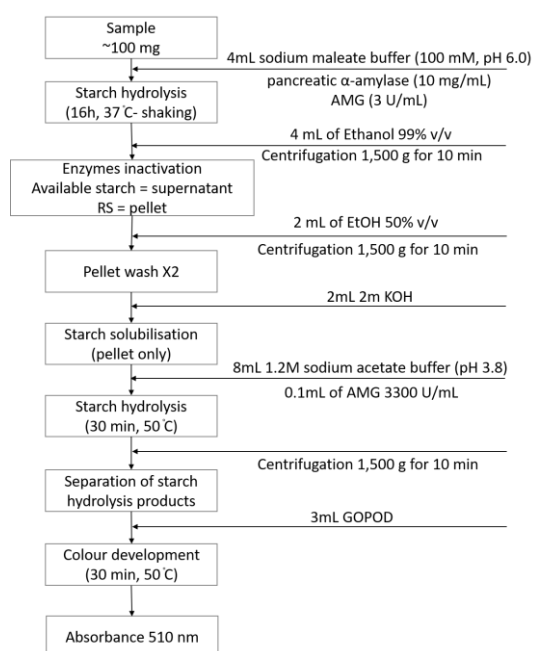 Sample
~100 mg
4mL sodium maleate buffer (100 mM, pH 6.0)
pancreatic α-amylase (10 mg/mL)
AMG (3 U/mL)
Starch hydrolysis
(16h, 37℃- shaking)
4 mL of Ethanol 99% v/v
Centrifugation 1,500 g for 10 min
Enzymes inactivation
Available starch = supernatant
RS = pellet
2 mL of EtOH 50% v/v
Centrifugation 1,500 g for 10 min
Pellet wash X2
2mL 2m KOH
Starch solubilisation
(pellet only)
8mL 1.2M sodium acetate buffer (pH 3.8)
0.1mL of AMG 3300 U/mL
Starch hydrolysis
(30 min, 50℃)
Centrifugation 1,500 g for 10 min
Separation of starch
hydrolysis products
3mL GOPOD
Colour development
(30 min, 50℃)
Absorbance 510 nm